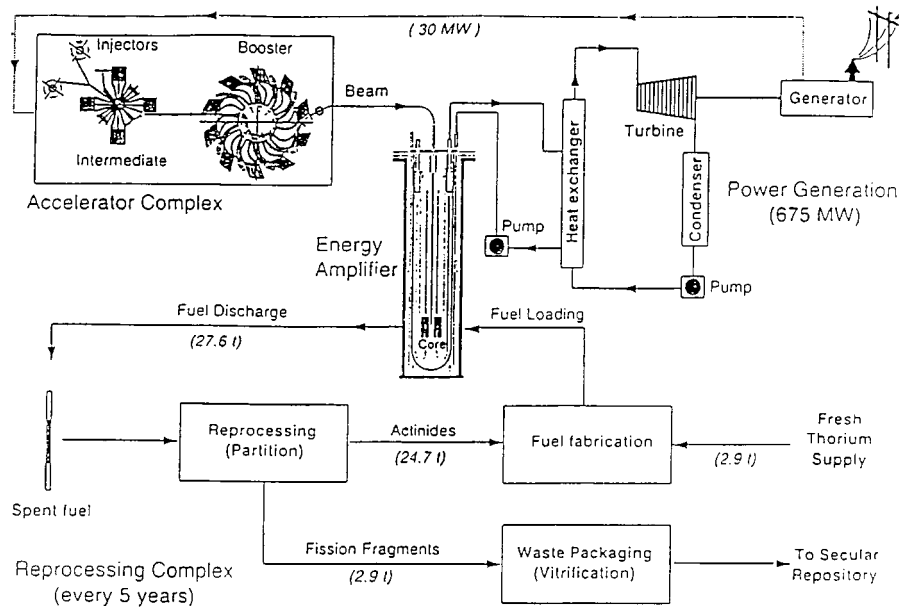 ( 30 MW)
Injectors
Booster
Intermediate
Accelerator Complex
Beam
Energy
Amplifier
Core
Pump
Heat exchanger
Turbine
Condenser
Pump
Generator
Power Generation
(675 MW)
Fuel Discharge
(27.6 t)
Fuel Loading
Spent fuel
Reprocessing
(Partition)
Actinides
(24.7 t)
Fuel fabrication
(2.9 t)
Fresh
Thorium
Supply
Fission Fragments
(2.9 t)
Waste Packaging
(Vitrification)
To Secular
Repository
Reprocessing Complex
(every 5 years)